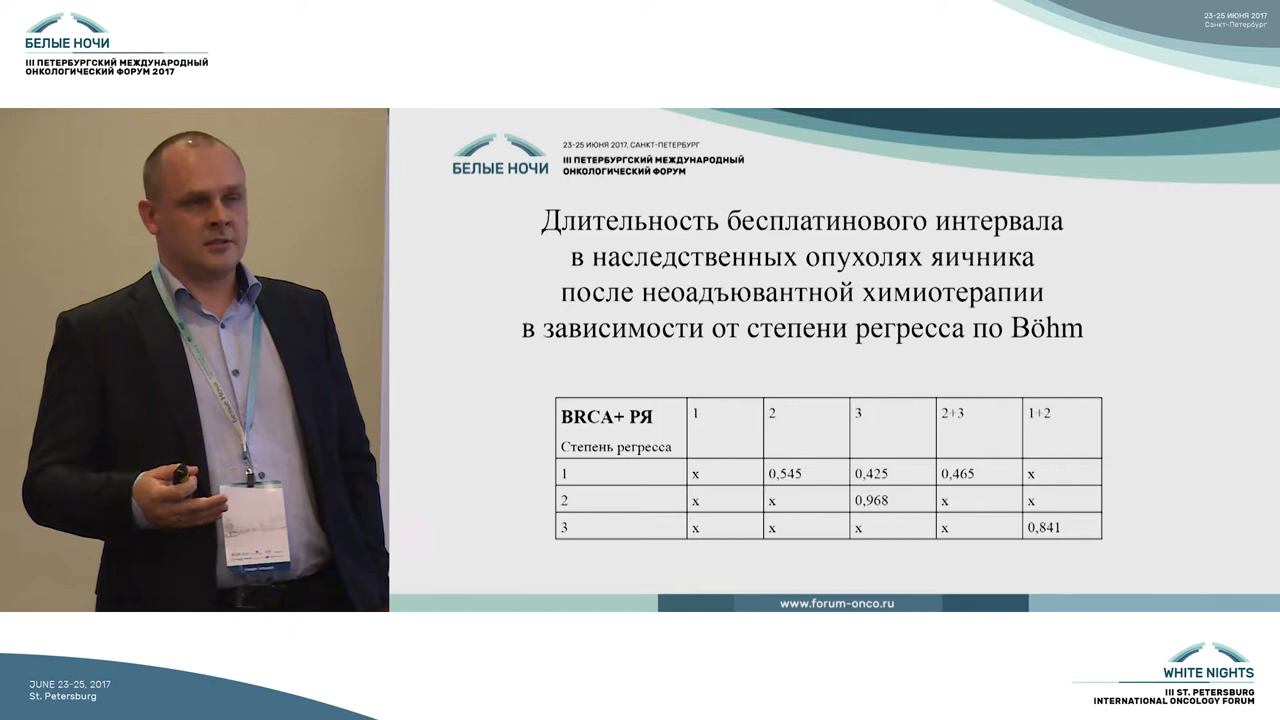 БЕЛЫЕ НОЧИ
III ПЕТЕРБУРГСКИЙ МЕЖДУНАРОДНЫЙ
ОНКОЛОГИЧЕСКИЙ ФОРУМ 2017
23-25 ИЮНЯ 2017
Санкт-Петербург
БЕЛЫЕ НОЧИ
23-25 ИЮНЯ 2017, САНКТ-ПЕТЕРБУРГ
III ПЕТЕРБУРГСКИЙ МЕЖДУНАРОДНЫЙ
ОНКОЛОГИЧЕСКИЙ ФОРУМ
Длительность бесплатинового интервала
в наследственных опухолях яичника
после неоадъювантной химиотерапии
в зависимости от степени регресса по Böhm
BRCA+ РЯ 1 2 3 2+3 1+2
Степень регресса
1 x 0,545 0,425 0,465 x
2 x x 0,968 x x
3 x x x x 0,841
www.forum-onco.ru
JUNE 23-25, 2017
St. Petersburg
WHITE NIGHTS
III ST. PETERSBURG
INTERNATIONAL ONCOLOGY FORUM